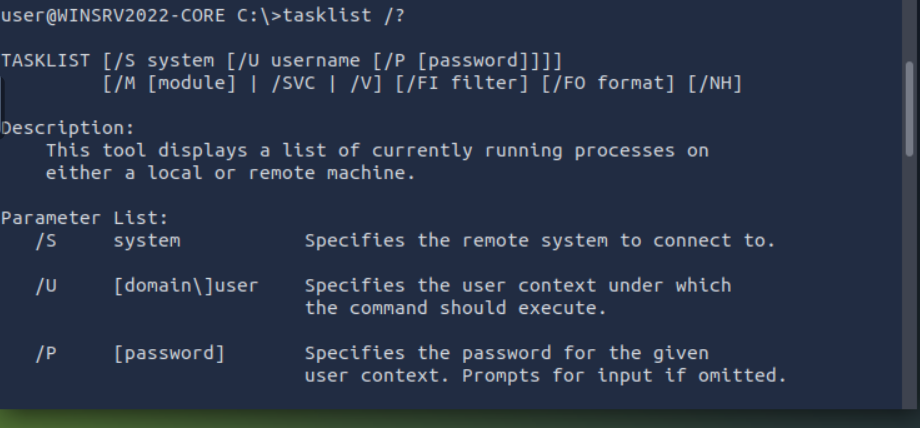 user@WINSRV2022-CORE C:\>tasklist /?
TASKLIST [/S system [/U username [/P [password]]]]
[/M [module] | /SVC | /V] [/FI filter] [/FO format] [/NH]
Description:
This tool displays a list of currently running processes on
either a local or remote machine.
Parameter List:
/S system Specifies the remote system to connect to.
/U [domain\]user Specifies the user context under which
the command should execute.
/P [password] Specifies the password for the given
user context. Prompts for input if omitted.